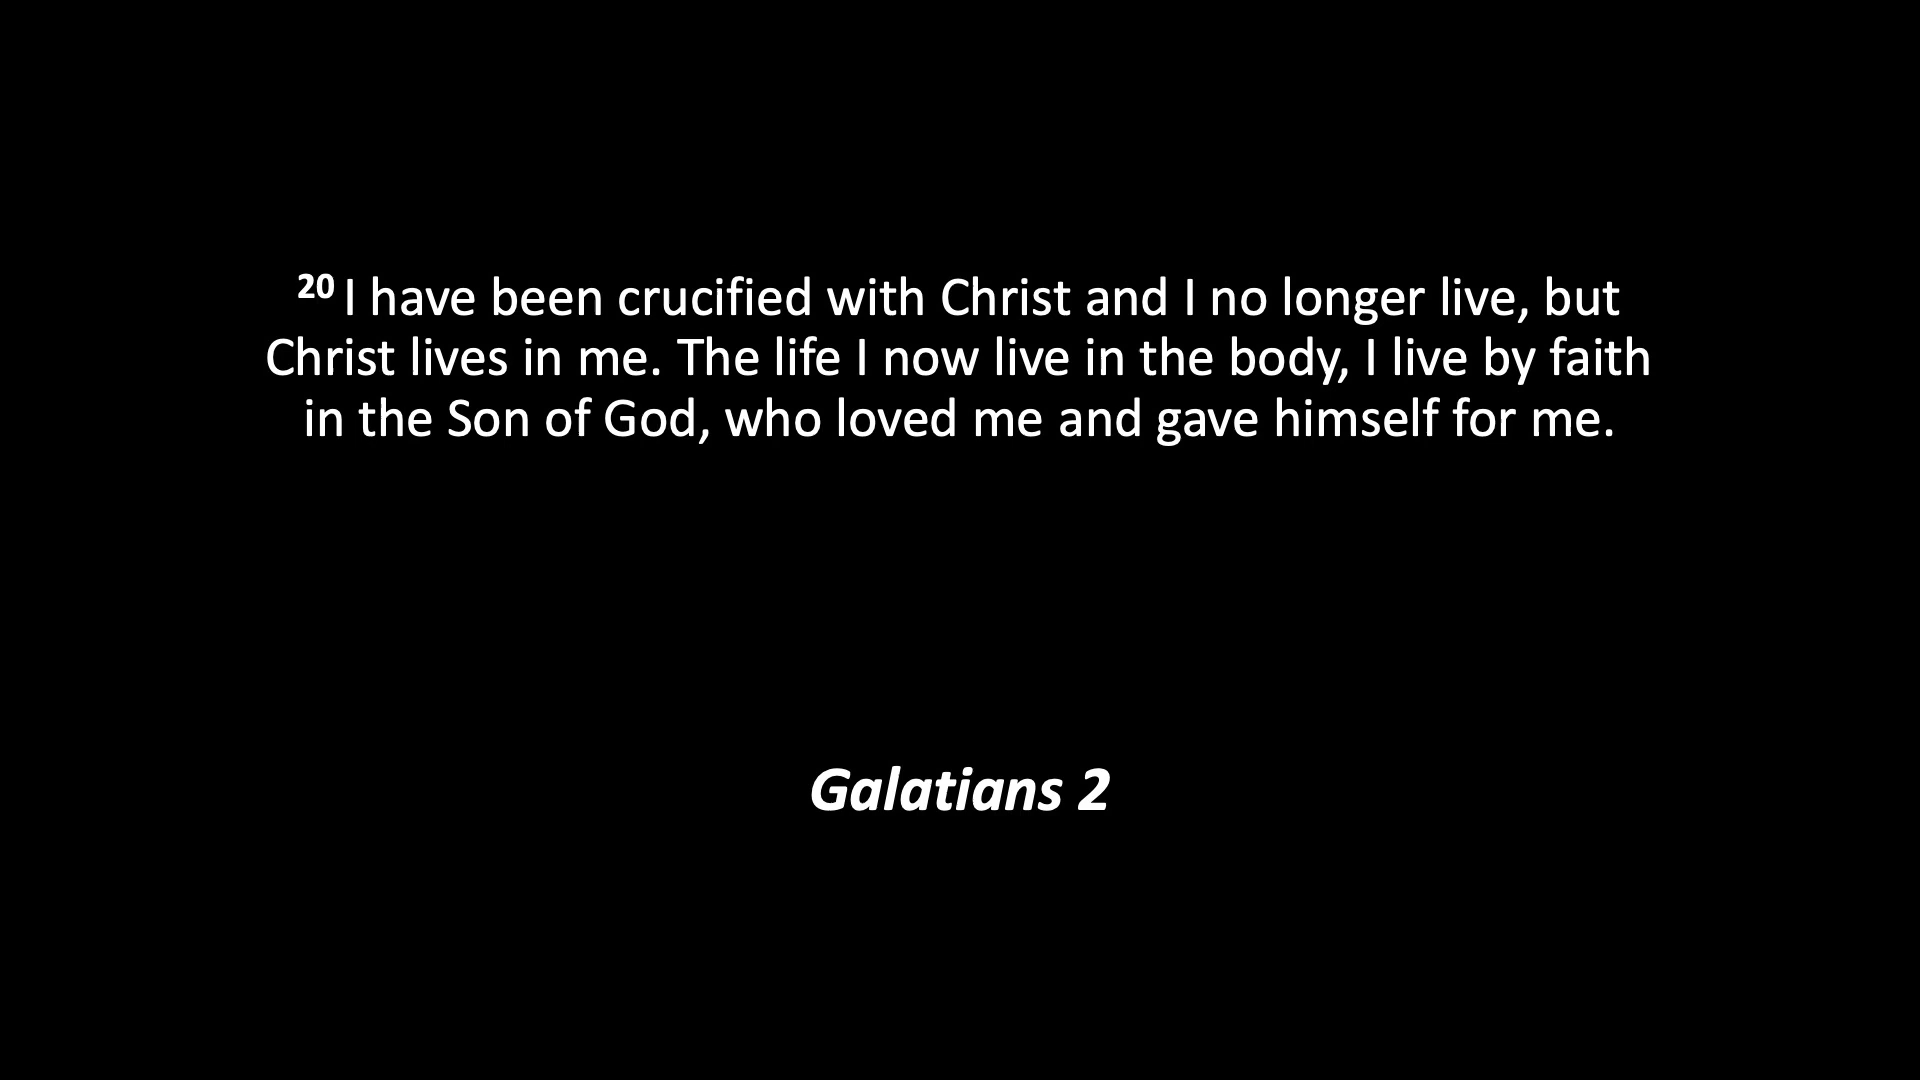 20 I have been crucified with Christ and I no longer live, but
Christ lives in me. The life I now live in the body, I live by faith
in the Son of God, who loved me and gave himself for me.
Galatians 2